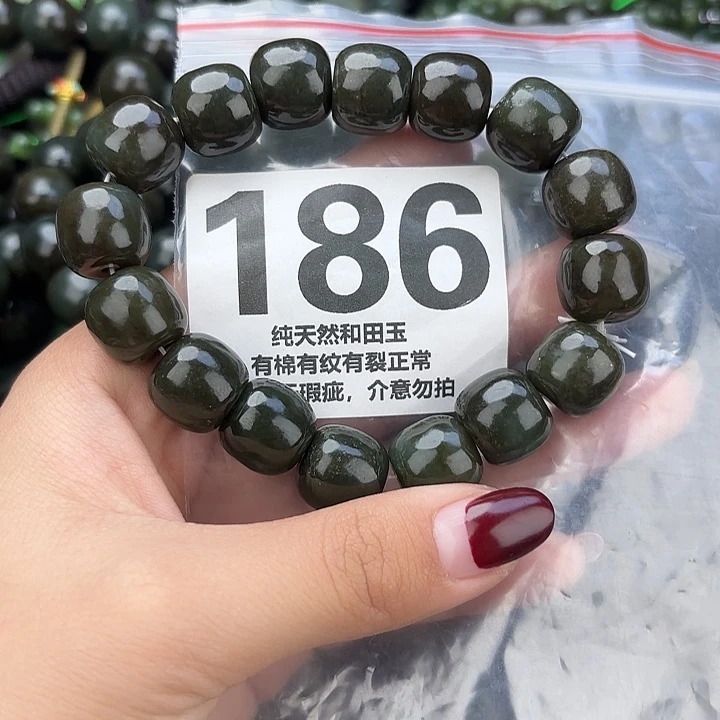 186
纯天然和田玉
有棉有纹有裂正常
瑕疵，介意勿拍